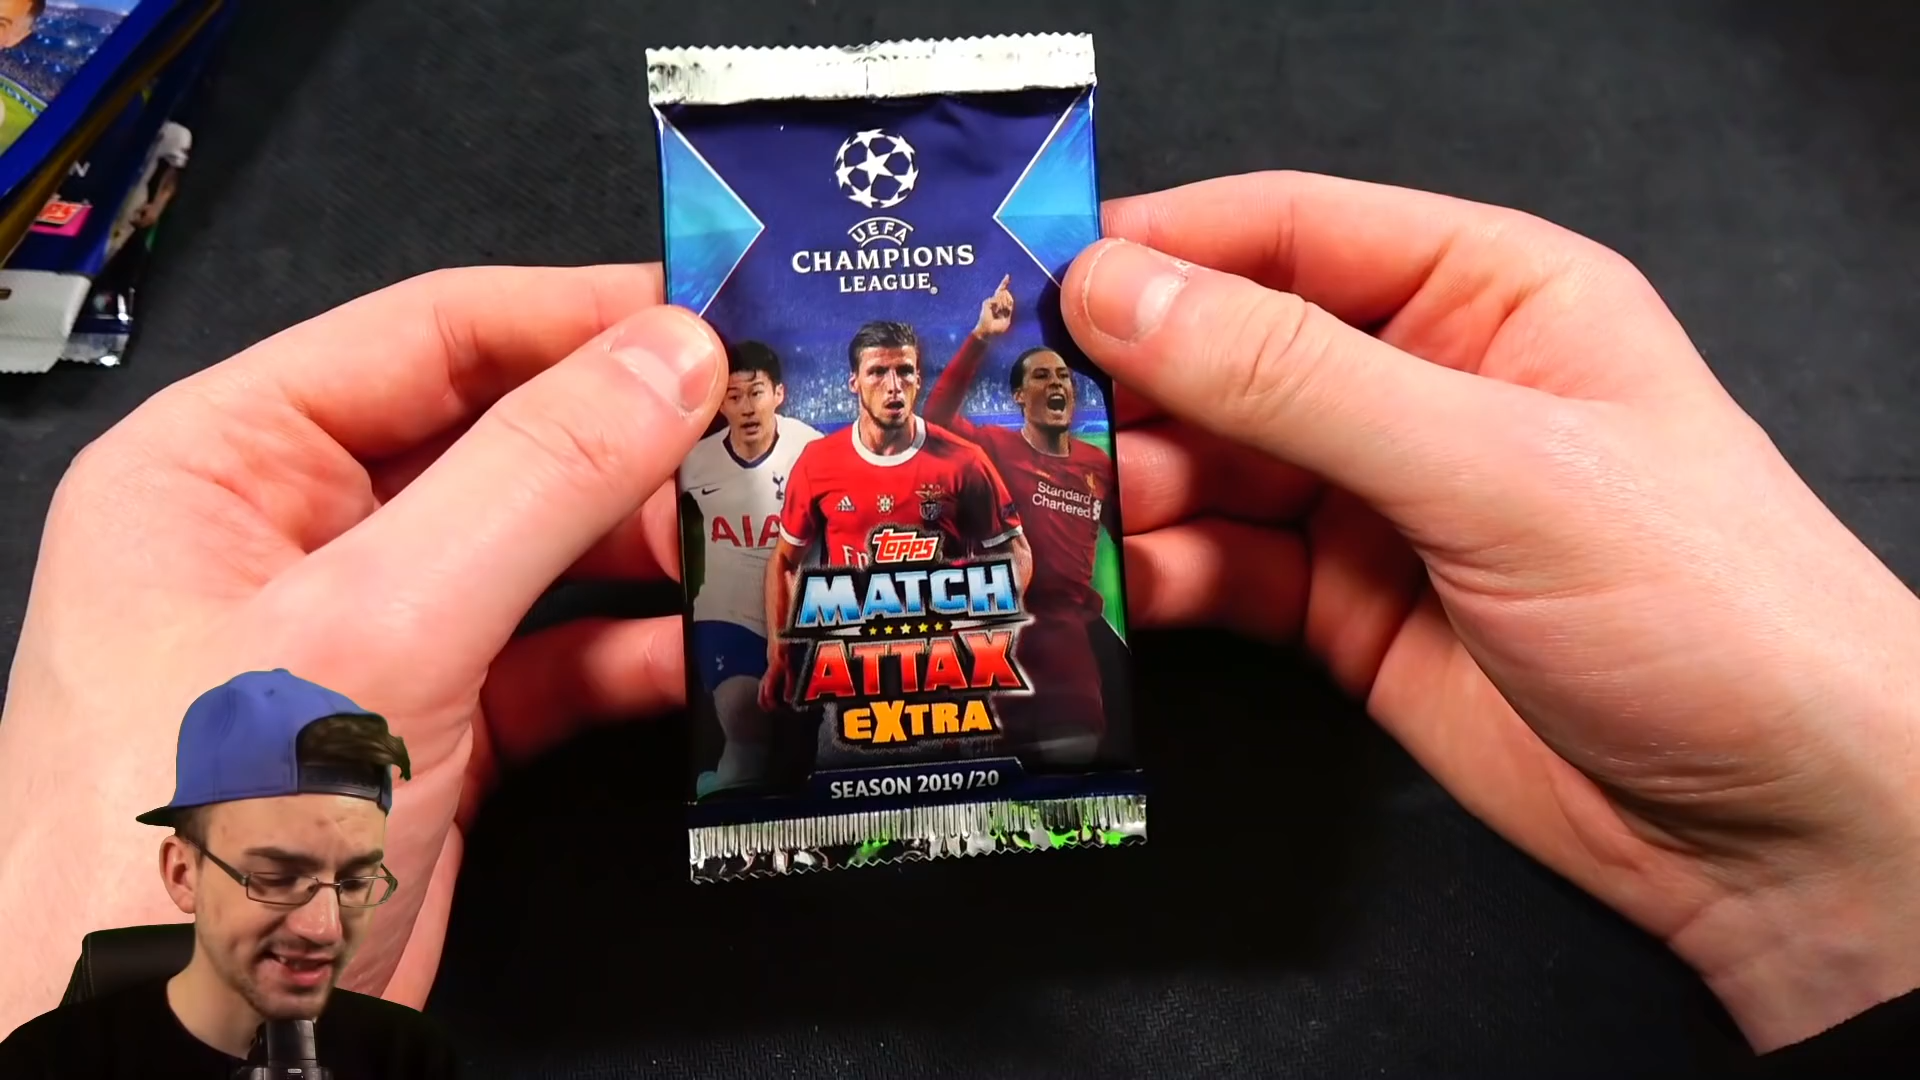 UEFA
CHAMPIONS
LEAGUE
AIA
Standard
Chartered
topps
MATCH
ATTAX
EXTRA
SEASON 2019/20